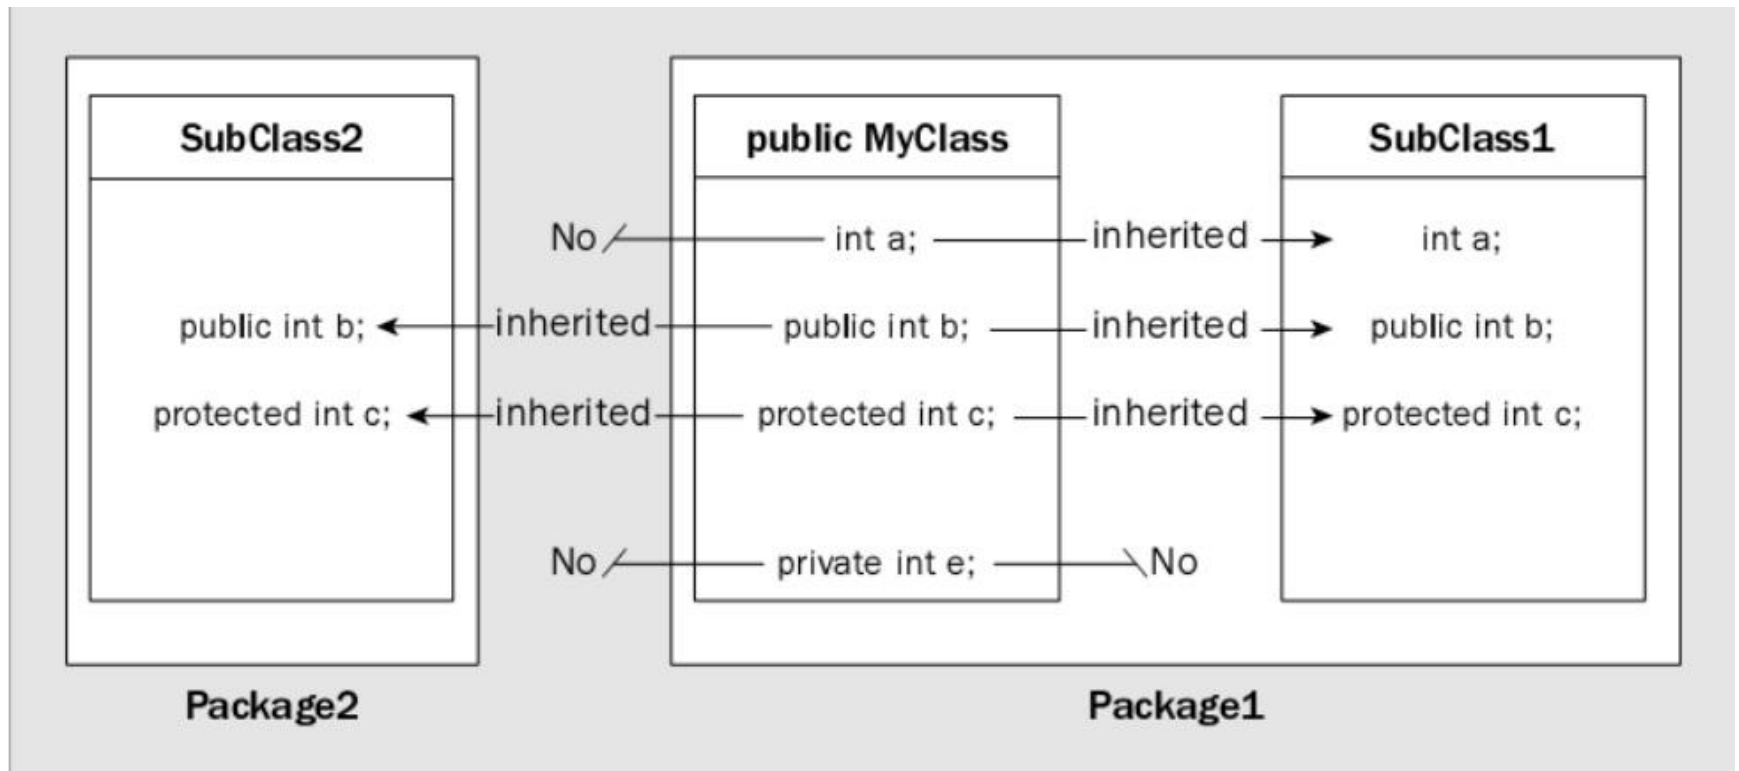 SubClass2 public MyClass SubClass1
No int a; inherited int a;
public int b; inherited public int b; inherited public int b;
protected int c; inherited protected int c; inherited protected int c;
No private int e; No
Package2 Package1